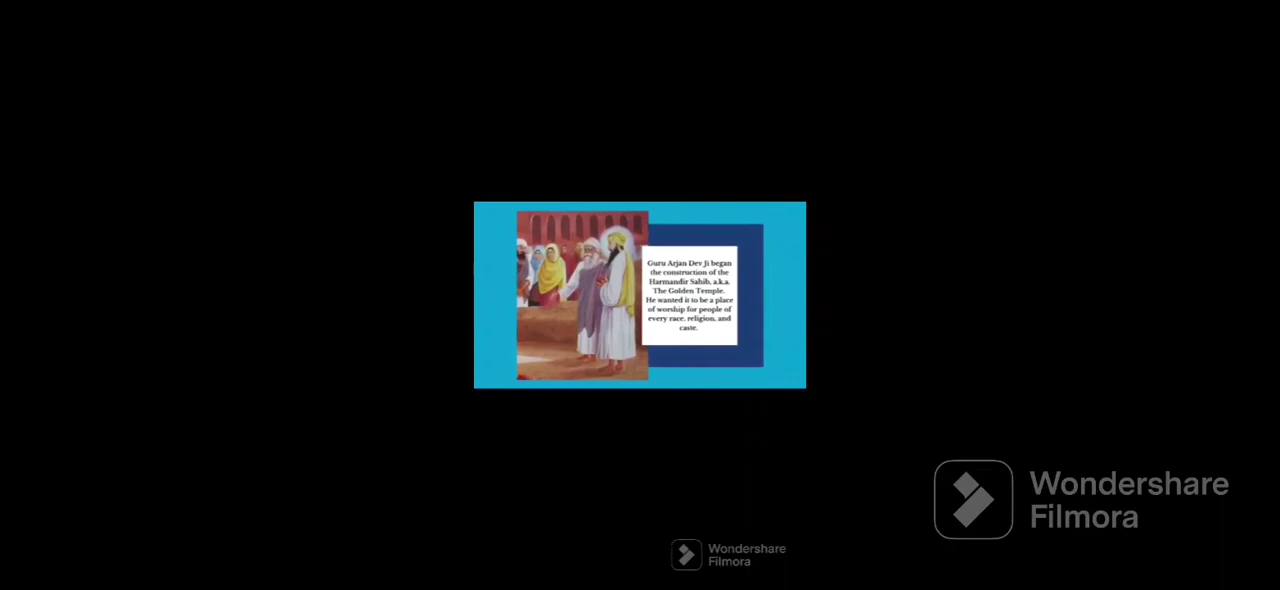 Guru Arjan Dev Ji began
the construction of the
Harmandir Sahib, a.k.a.
The Golden Temple.
He wanted it to be a place
of worship for people of
every race, religion, and
caste.
Wondershare
Filmora
Wondershare
Filmora